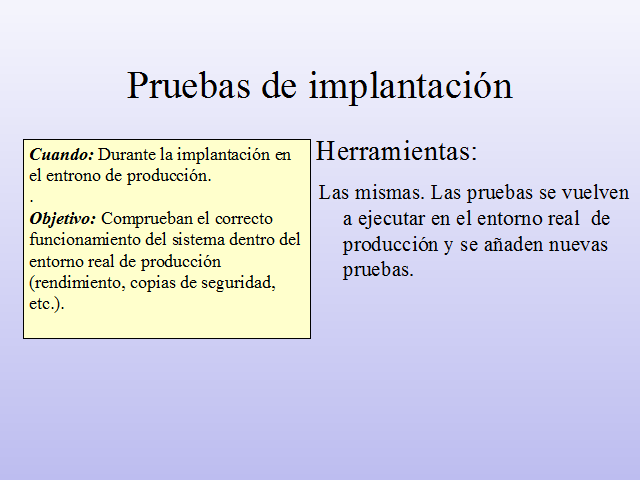 Pruebas de implantación
Cuando: Durante la implantación en
el entrono de producción.
.
Objetivo: Comprueban el correcto
funcionamiento del sistema dentro del
entorno real de producción
(rendimiento, copias de seguridad,
etc.).
Herramientas:
Las mismas. Las pruebas se vuelven
a ejecutar en el entorno real de
producción y se añaden nuevas
pruebas.